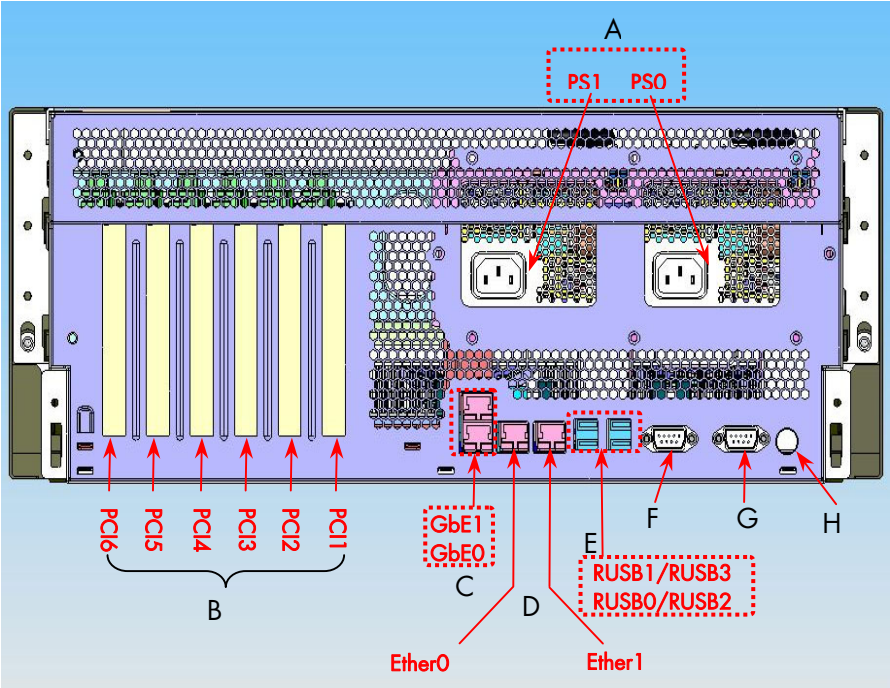 A
PS1 PS0
PCI6 PCI5 PCI4 PCI3 PCI2 PCI1
B
GbE1
GbE0
C
D
E
RUSB1/RUSB3
RUSB0/RUSB2
F
G
H
Ether0
Ether1